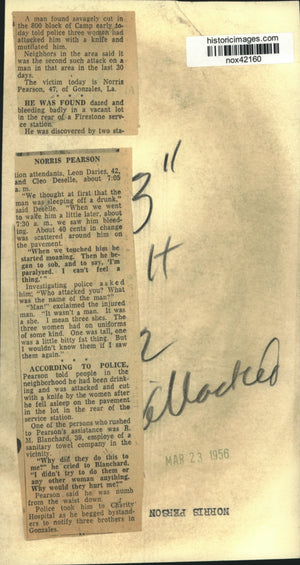 historicimages.com
nox42160
A man found savagely cut in
the 800 block of Camp early to-
day told police three women had
attacked him with a knife and
mutilated him.
Neighbors in the area said it
was the second such attack on a
man in that area in the last 30
days.
The victim today is Norris
Pearson, 47, of Gonzales, La.
* * * *
HE WAS FOUND dazed and
bleeding badly in a vacant lot
in the rear of a Firestone serv-
ice station.
He was discovered by two sta-
NORRIS PEARSON
tion attendants, Leon Daries, 42,
and Cleo Deselle, about 7:05
a. m.
"We thought at first that the
man was sleeping off a drunk,"
said Deselle. "When we went
to wake him a little later, about
7:30 a. m., we saw him bleed-
ing. About 40 cents in change
was scattered around him on
the pavement.
"When we touched him he
started moaning. Then he be-
gan to sob, and to say, 'I'm
paralysed. I can't feel a
thing.'"
Investigating police asked
him: "Who attacked you? What
was the name of the man?"
"Man!" exclaimed the injured
man. "It wasn't a man. It was
a she. I mean three shes. The
three women had on uniforms
of some kind. One was tall, one
was a little bitty fat thing. But
I wouldn't know them if I saw
them again."
* * *
ACCORDING TO POLICE,
Pearson told people in the
neighborhood he had been drink-
ing and was attacked and cut
with a knife by the women after
he fell asleep on the pavement
in the lot in the rear of the
service station.
One of the persons who rushed
to Pearson's assistance was B.
M. Blanchard, 39, employe of a
sanitary towel company in the
vicinity.
"Why did they do this to
me?" he cried to Blanchard.
"I didn't try to do them or
any other woman anything.
Why would they hurt me?"
Pearson said he was numb
from the waist down.
Police took him to Charity
Hospital as he begged bystand-
ers to notify three brothers in
Gonzales.
3"
H
2
MAR 23 1956
NORRIS PERSON